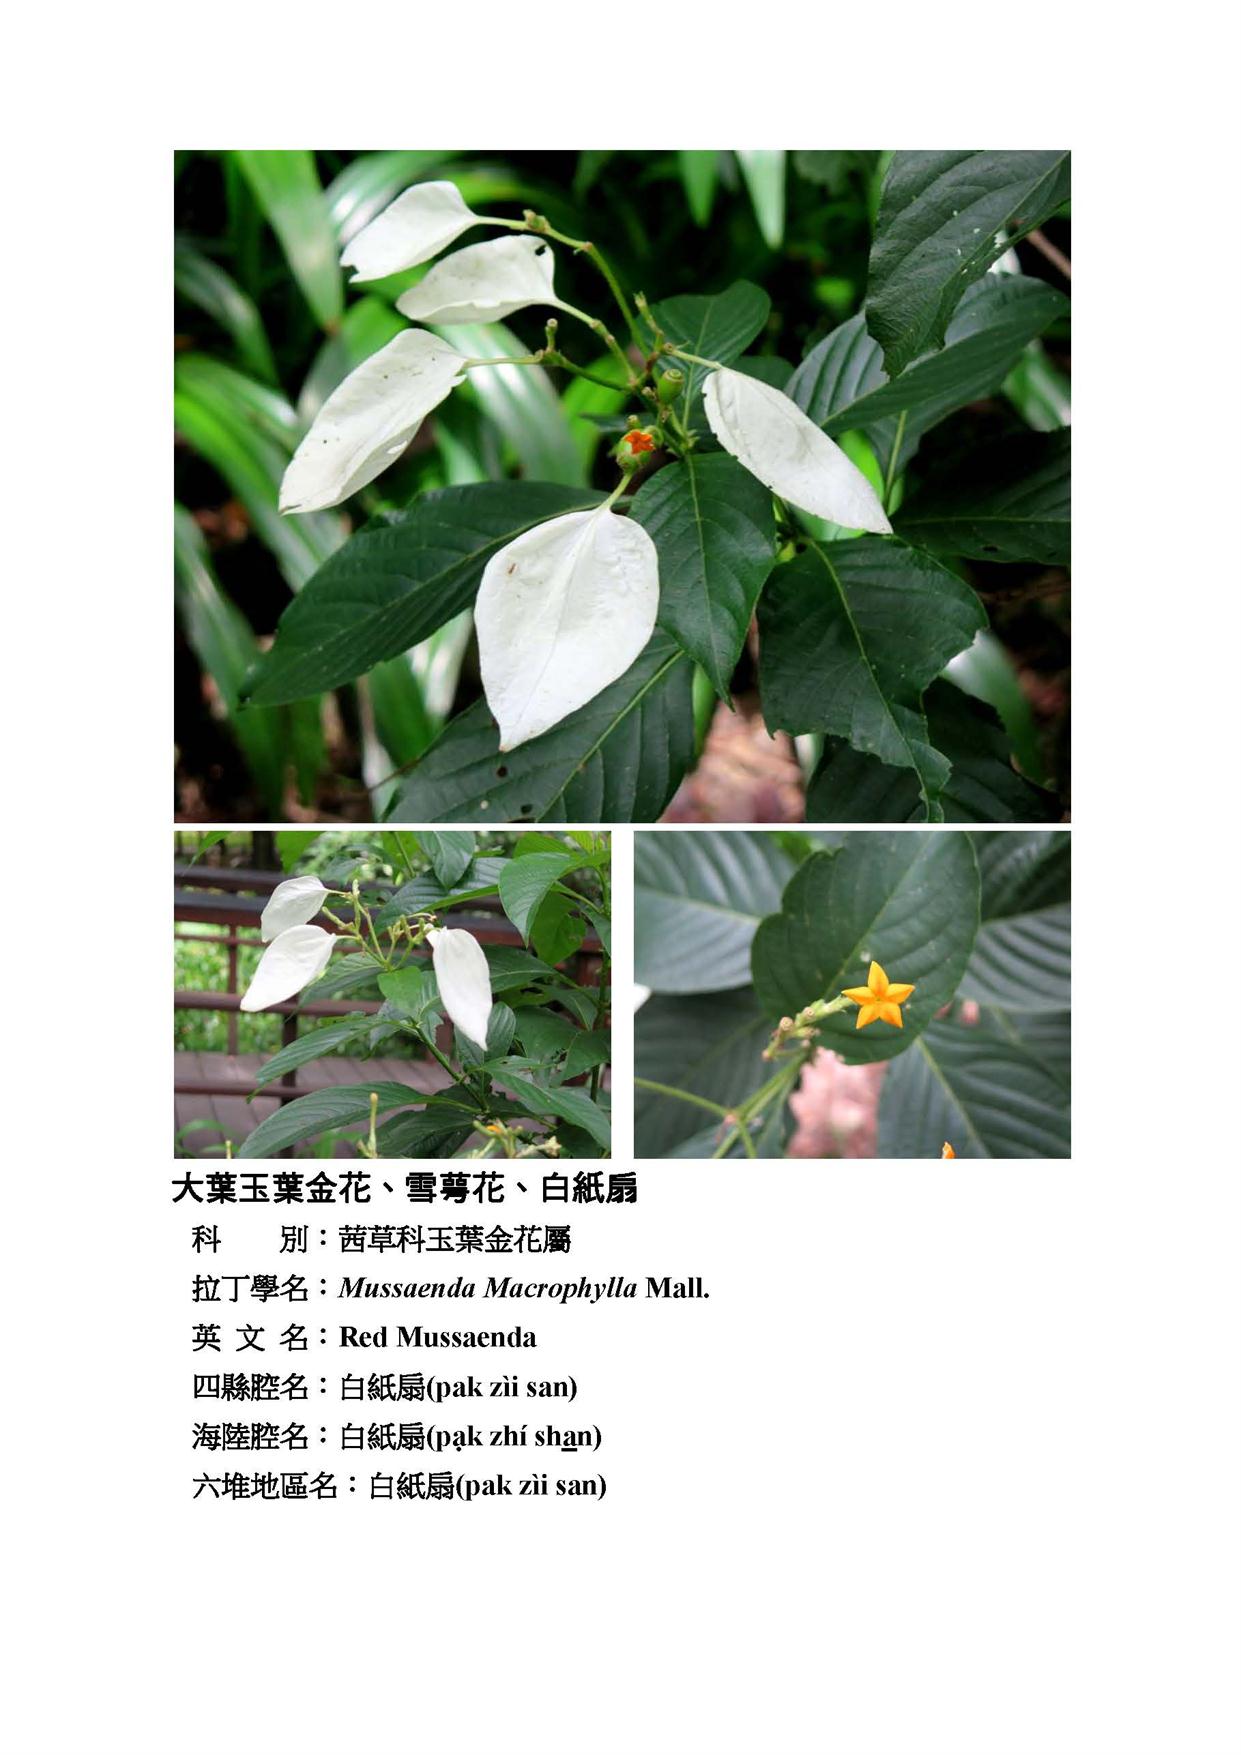 大葉玉葉金花、雪萼花、白紙扇
科　　別：茜草科玉葉金花屬
拉丁學名：Mussaenda Macrophylla Mall.
英 文 名：Red Mussaenda
四縣腔名：白紙扇(pak zìi san)
海陸腔名：白紙扇(pa̩k zhí sha̲n)
六堆地區名：白紙扇(pak zìi san)